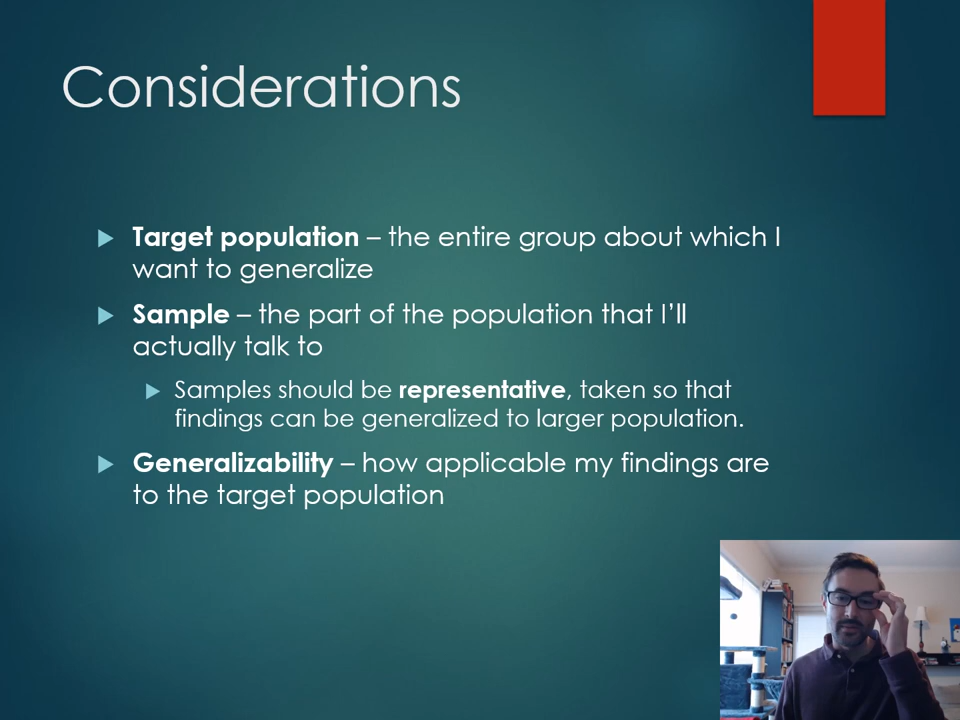 Considerations
Target population – the entire group about which I
want to generalize
Sample – the part of the population that I’ll
actually talk to
Samples should be representative, taken so that
findings can be generalized to larger population.
Generalizability – how applicable my findings are
to the target population